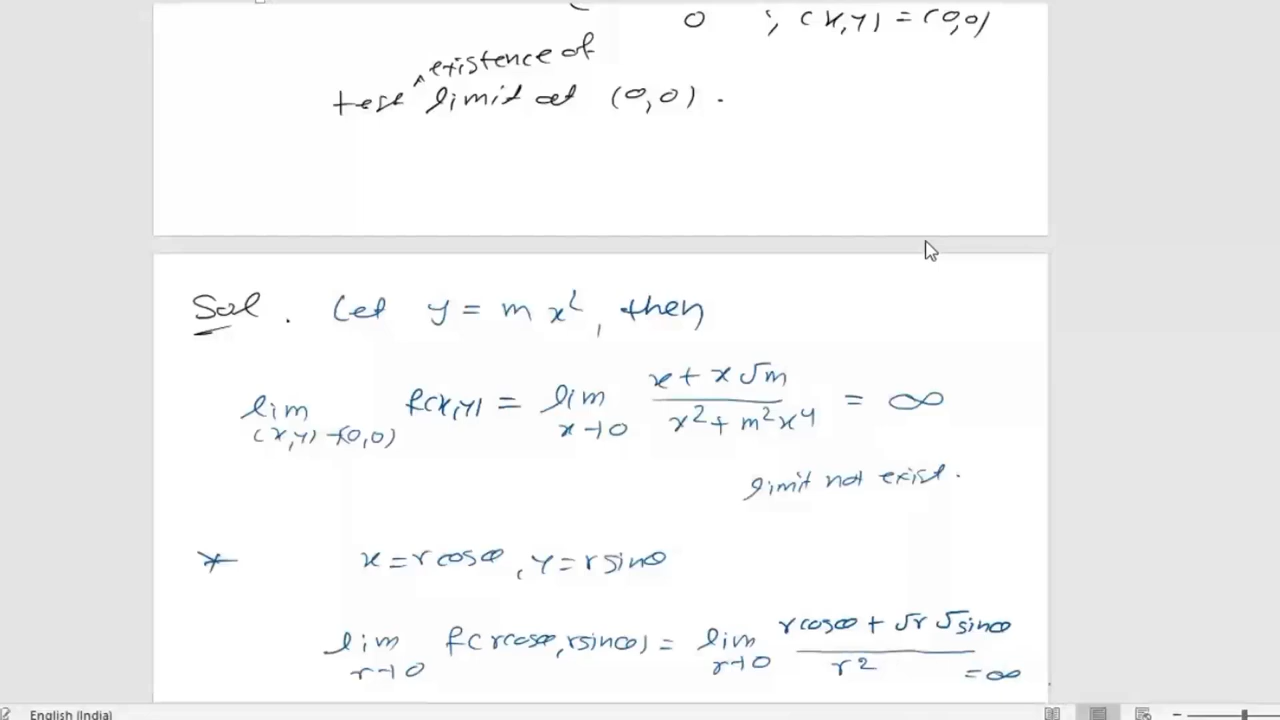 0 ; (x,y) = (0,0)
existence of
test ^ limit at (0,0).
Sol. Let y = m x², then
lim f(x,y) = lim x + x √m / x² + m²x⁴ = ∞
(x,y)→(0,0) x→0
limit not exist.
* x = r cosθ, y = r sinθ
lim f(r cosθ, r sinθ) = lim r cosθ + √r √sinθ / r² = ∞
r→0 r→0
English (India)